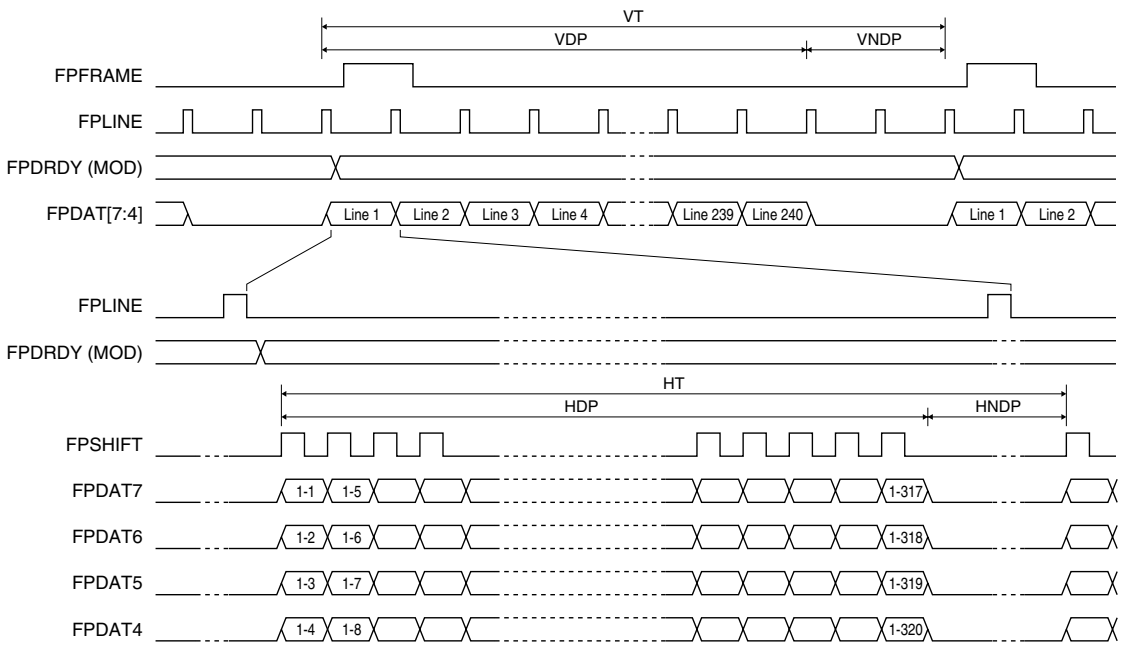 VT
VDP VNDP
FPFRAME
FPLINE
FPDRDY (MOD)
FPDAT[7:4] Line 1 Line 2 Line 3 Line 4 Line 239 Line 240 Line 1 Line 2
FPLINE
FPDRDY (MOD)
HT
HDP HNDP
FPSHIFT
FPDAT7 1-1 1-5 1-317
FPDAT6 1-2 1-6 1-318
FPDAT5 1-3 1-7 1-319
FPDAT4 1-4 1-8 1-320